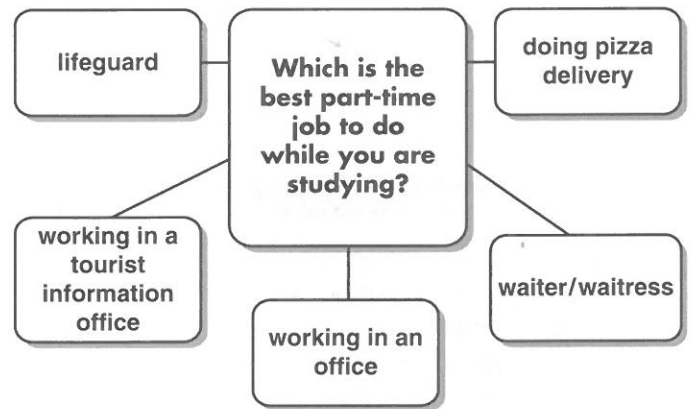 lifeguard
Which is the
best part-time
job to do
while you are
studying?
doing pizza
delivery
working in a
tourist
information
office
working in an
office
waiter/waitress